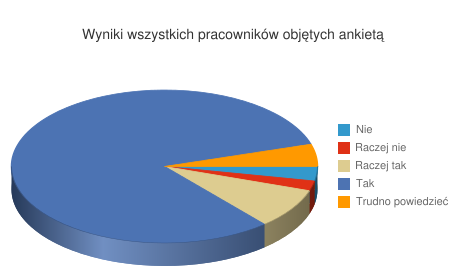 Wyniki wszystkich pracowników objętych ankietą
Nie
Raczej nie
Raczej tak
Tak
Trudno powiedzieć